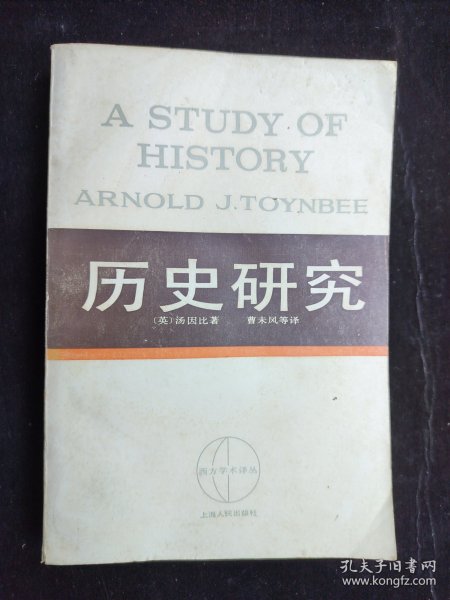 A STUDY OF
HISTORY
ARNOLD J.TOYNBEE
历史研究
〔英〕汤因比著 曹未风等译
西方学术译丛
上海人民出版社
孔夫子旧书网
www.kongfz.com